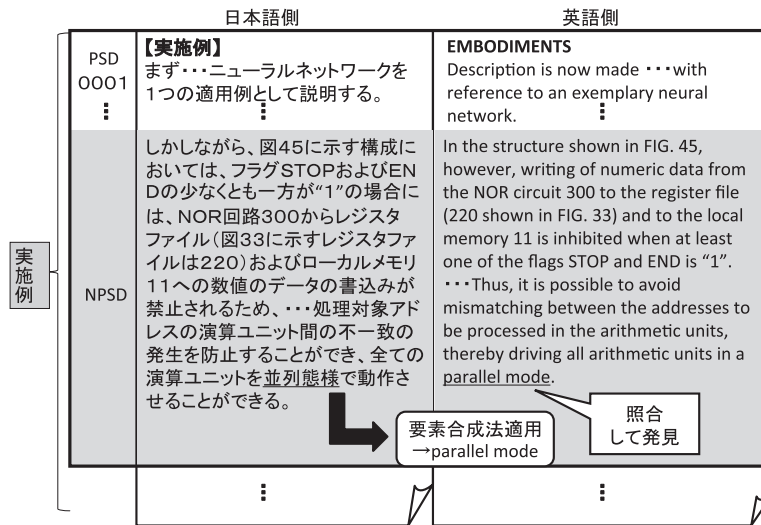 日本語側
英語側
実施例
PSD
0001
⋮
【実施例】
まず・・・ニューラルネットワークを
1つの適用例として説明する。
⋮
EMBODIMENTS
Description is now made ・・・with
reference to an exemplary neural
network.
⋮
NPSD
しかしながら、図45に示す構成に
おいては、フラグSTOPおよびEN
Dの少なくとも一方が“1”の場合に
は、NOR回路300からレジスタ
ファイル(図33に示すレジスタファ
イルは220)およびローカルメモリ
11への数値のデータの書込みが
禁止されるため、・・・処理対象アド
レスの演算ユニット間の不一致の
発生を防止することができ、全ての
演算ユニットを並列態様で動作さ
せることができる。
In the structure shown in FIG. 45,
however, writing of numeric data from
the NOR circuit 300 to the register file
(220 shown in FIG. 33) and to the local
memory 11 is inhibited when at least
one of the flags STOP and END is “1”.
・・・Thus, it is possible to avoid
mismatching between the addresses to
be processed in the arithmetic units,
thereby driving all arithmetic units in a
parallel mode.
要素合成法適用
→parallel mode
照合
して発見
⋮
⋮